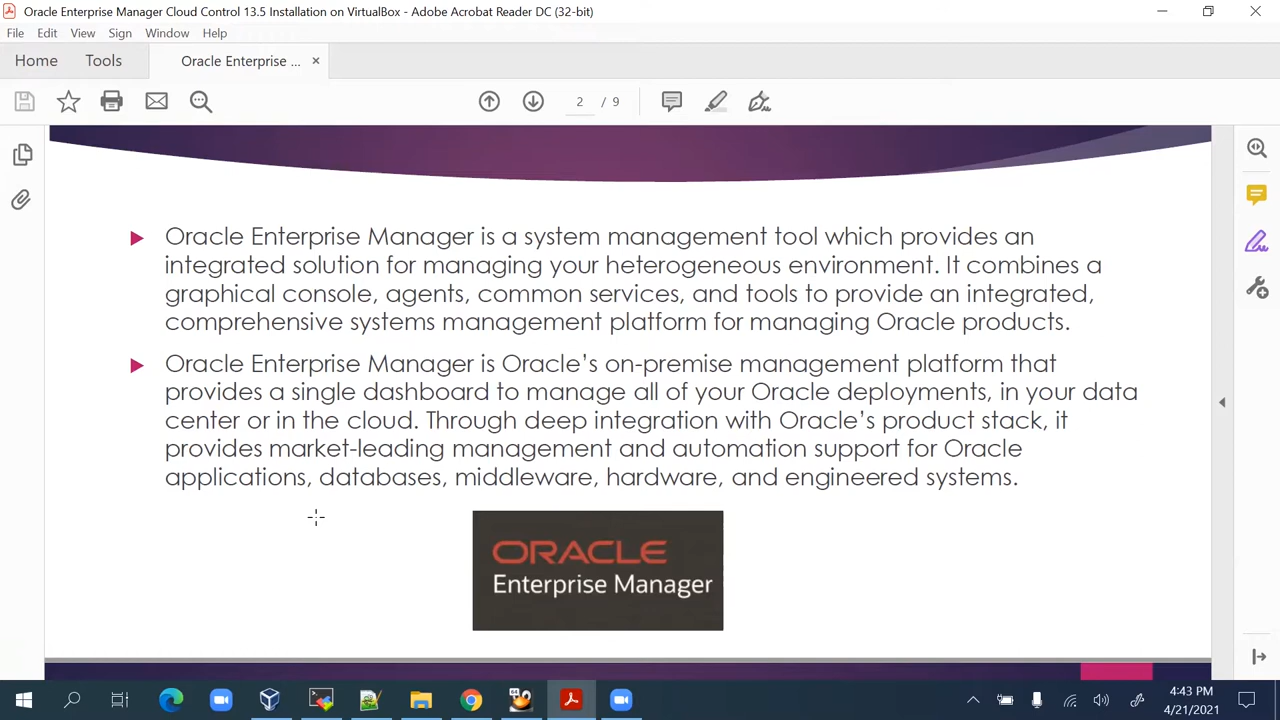 Oracle Enterprise Manager Cloud Control 13.5 Installation on VirtualBox - Adobe Acrobat Reader DC (32-bit)
File Edit View Sign Window Help
Home Tools Oracle Enterprise ... ×
2 / 9
Oracle Enterprise Manager is a system management tool which provides an
integrated solution for managing your heterogeneous environment. It combines a
graphical console, agents, common services, and tools to provide an integrated,
comprehensive systems management platform for managing Oracle products.
Oracle Enterprise Manager is Oracle’s on-premise management platform that
provides a single dashboard to manage all of your Oracle deployments, in your data
center or in the cloud. Through deep integration with Oracle’s product stack, it
provides market-leading management and automation support for Oracle
applications, databases, middleware, hardware, and engineered systems.
ORACLE
Enterprise Manager
4:43 PM
4/21/2021